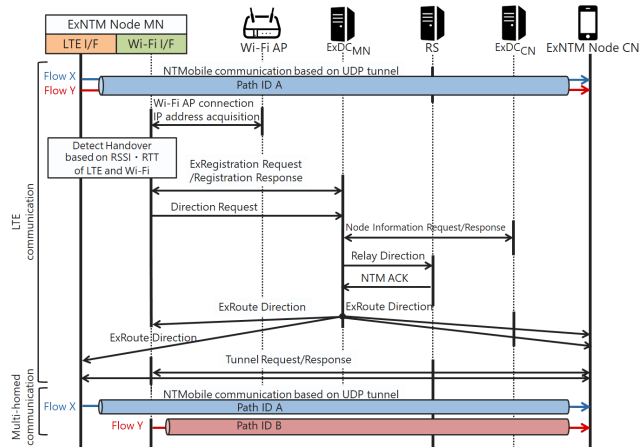 ExNTM Node MN
LTE I/F
Wi-Fi I/F
Wi-Fi AP
ExDCMN
RS
ExDCCN
ExNTM Node CN
Flow X
Flow Y
NTMobile communication based on UDP tunnel
Path ID A
Wi-Fi AP connection
IP address acquisition
Detect Handover
based on RSSI・RTT
of LTE and Wi-Fi
ExRegistration Request
/Registration Response
Direction Request
Node Information Request/Response
Relay Direction
NTM ACK
ExRoute Direction
ExRoute Direction
ExRoute Direction
Tunnel Request/Response
LTE
communication
NTMobile communication based on UDP tunnel
Flow X
Path ID A
Flow Y
Path ID B
Multi-homed
communication